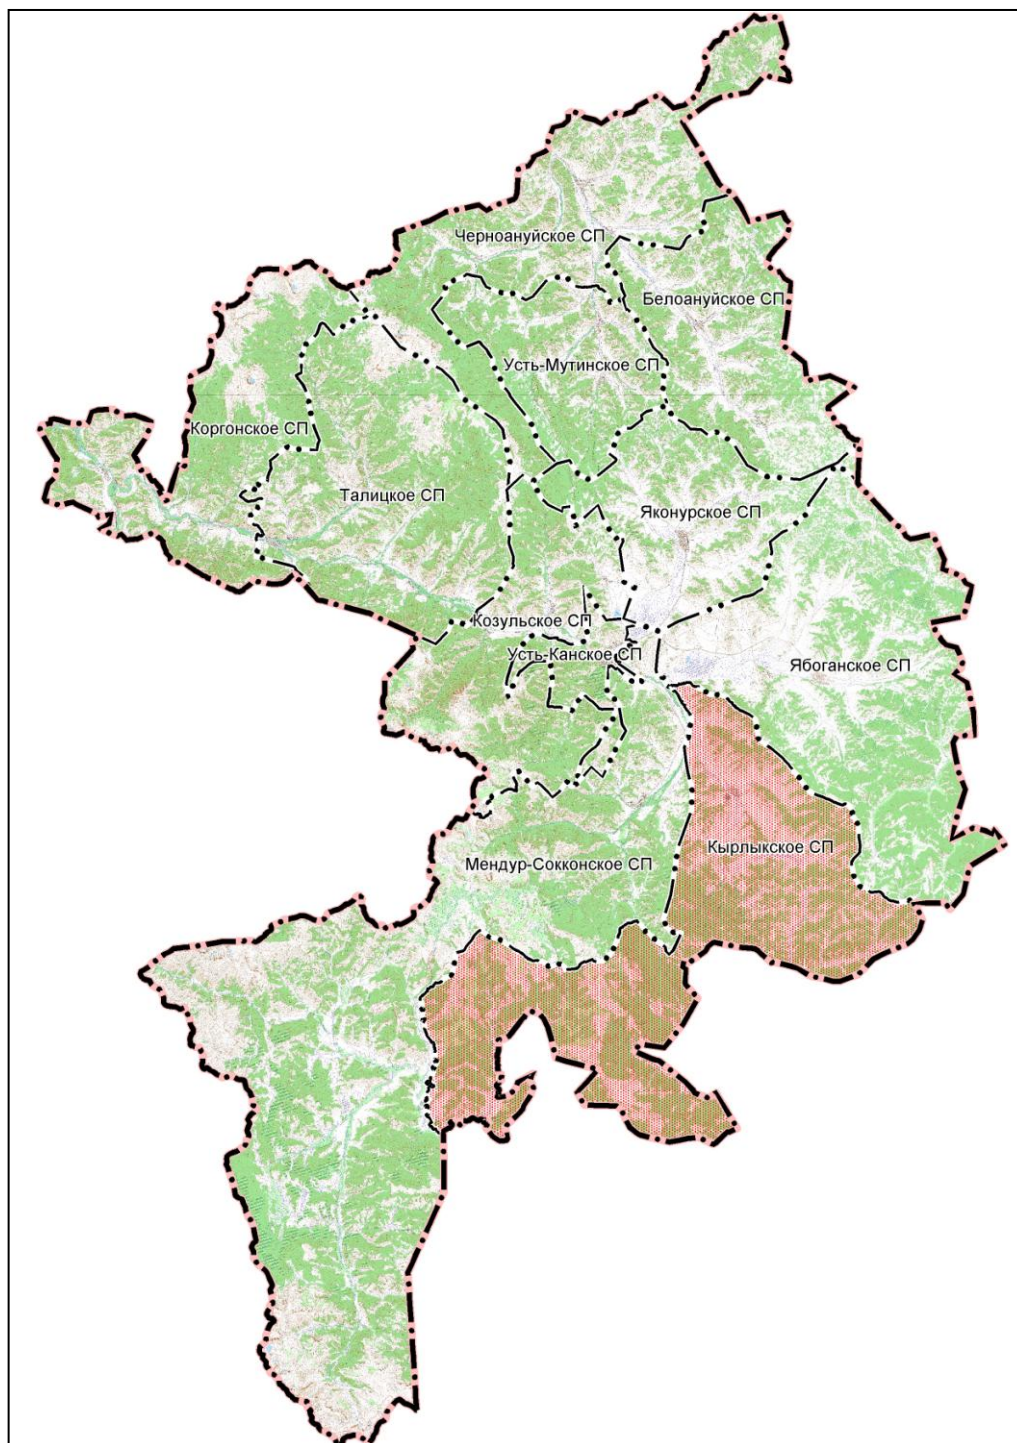 Черноануйское СП
Белоануйское СП
Усть-Мутинское СП
Коргонское СП
Талицкое СП
Яконурское СП
Козульское СП
Усть-Канское СП
Ябоганское СП
Кырлыкское СП
Мендур-Сокконское СП